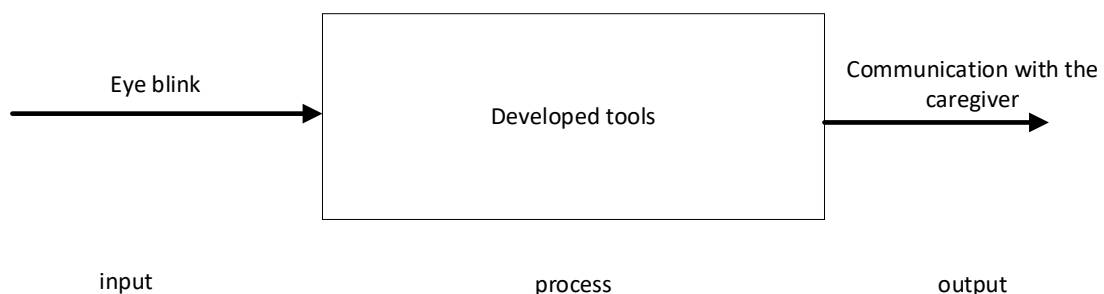 Eye blink
Developed tools
Communication with the
caregiver
input
process
output